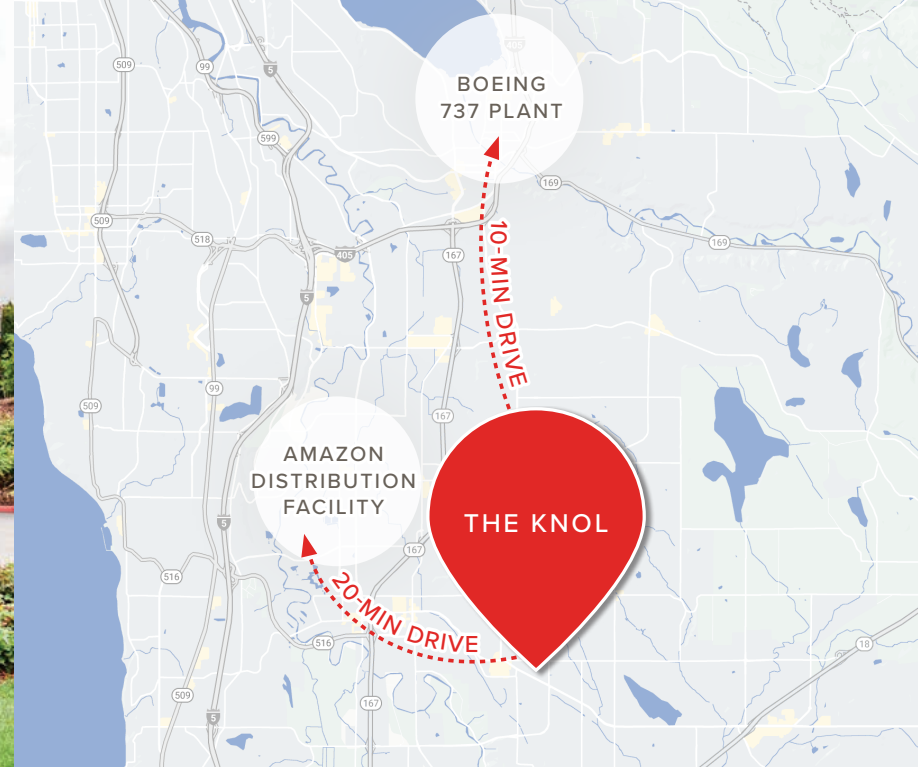 509
99
5
405
BOEING
737 PLANT
599
169
509
518
405
167
169
10-MIN DRIVE
5
99
509
167
AMAZON
DISTRIBUTION
FACILITY
THE KNOL
5
167
516
20-MIN DRIVE
516
18
509
167
5